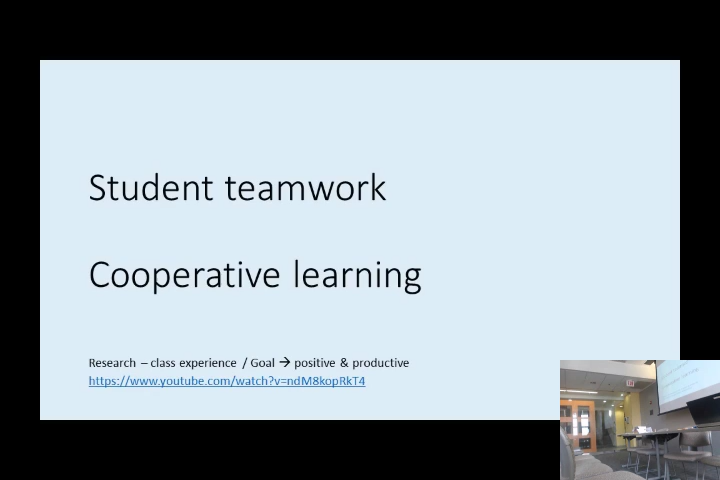 Student teamwork
Cooperative learning
Research – class experience / Goal → positive & productive
https://www.youtube.com/watch?v=ndM8kopRkT4